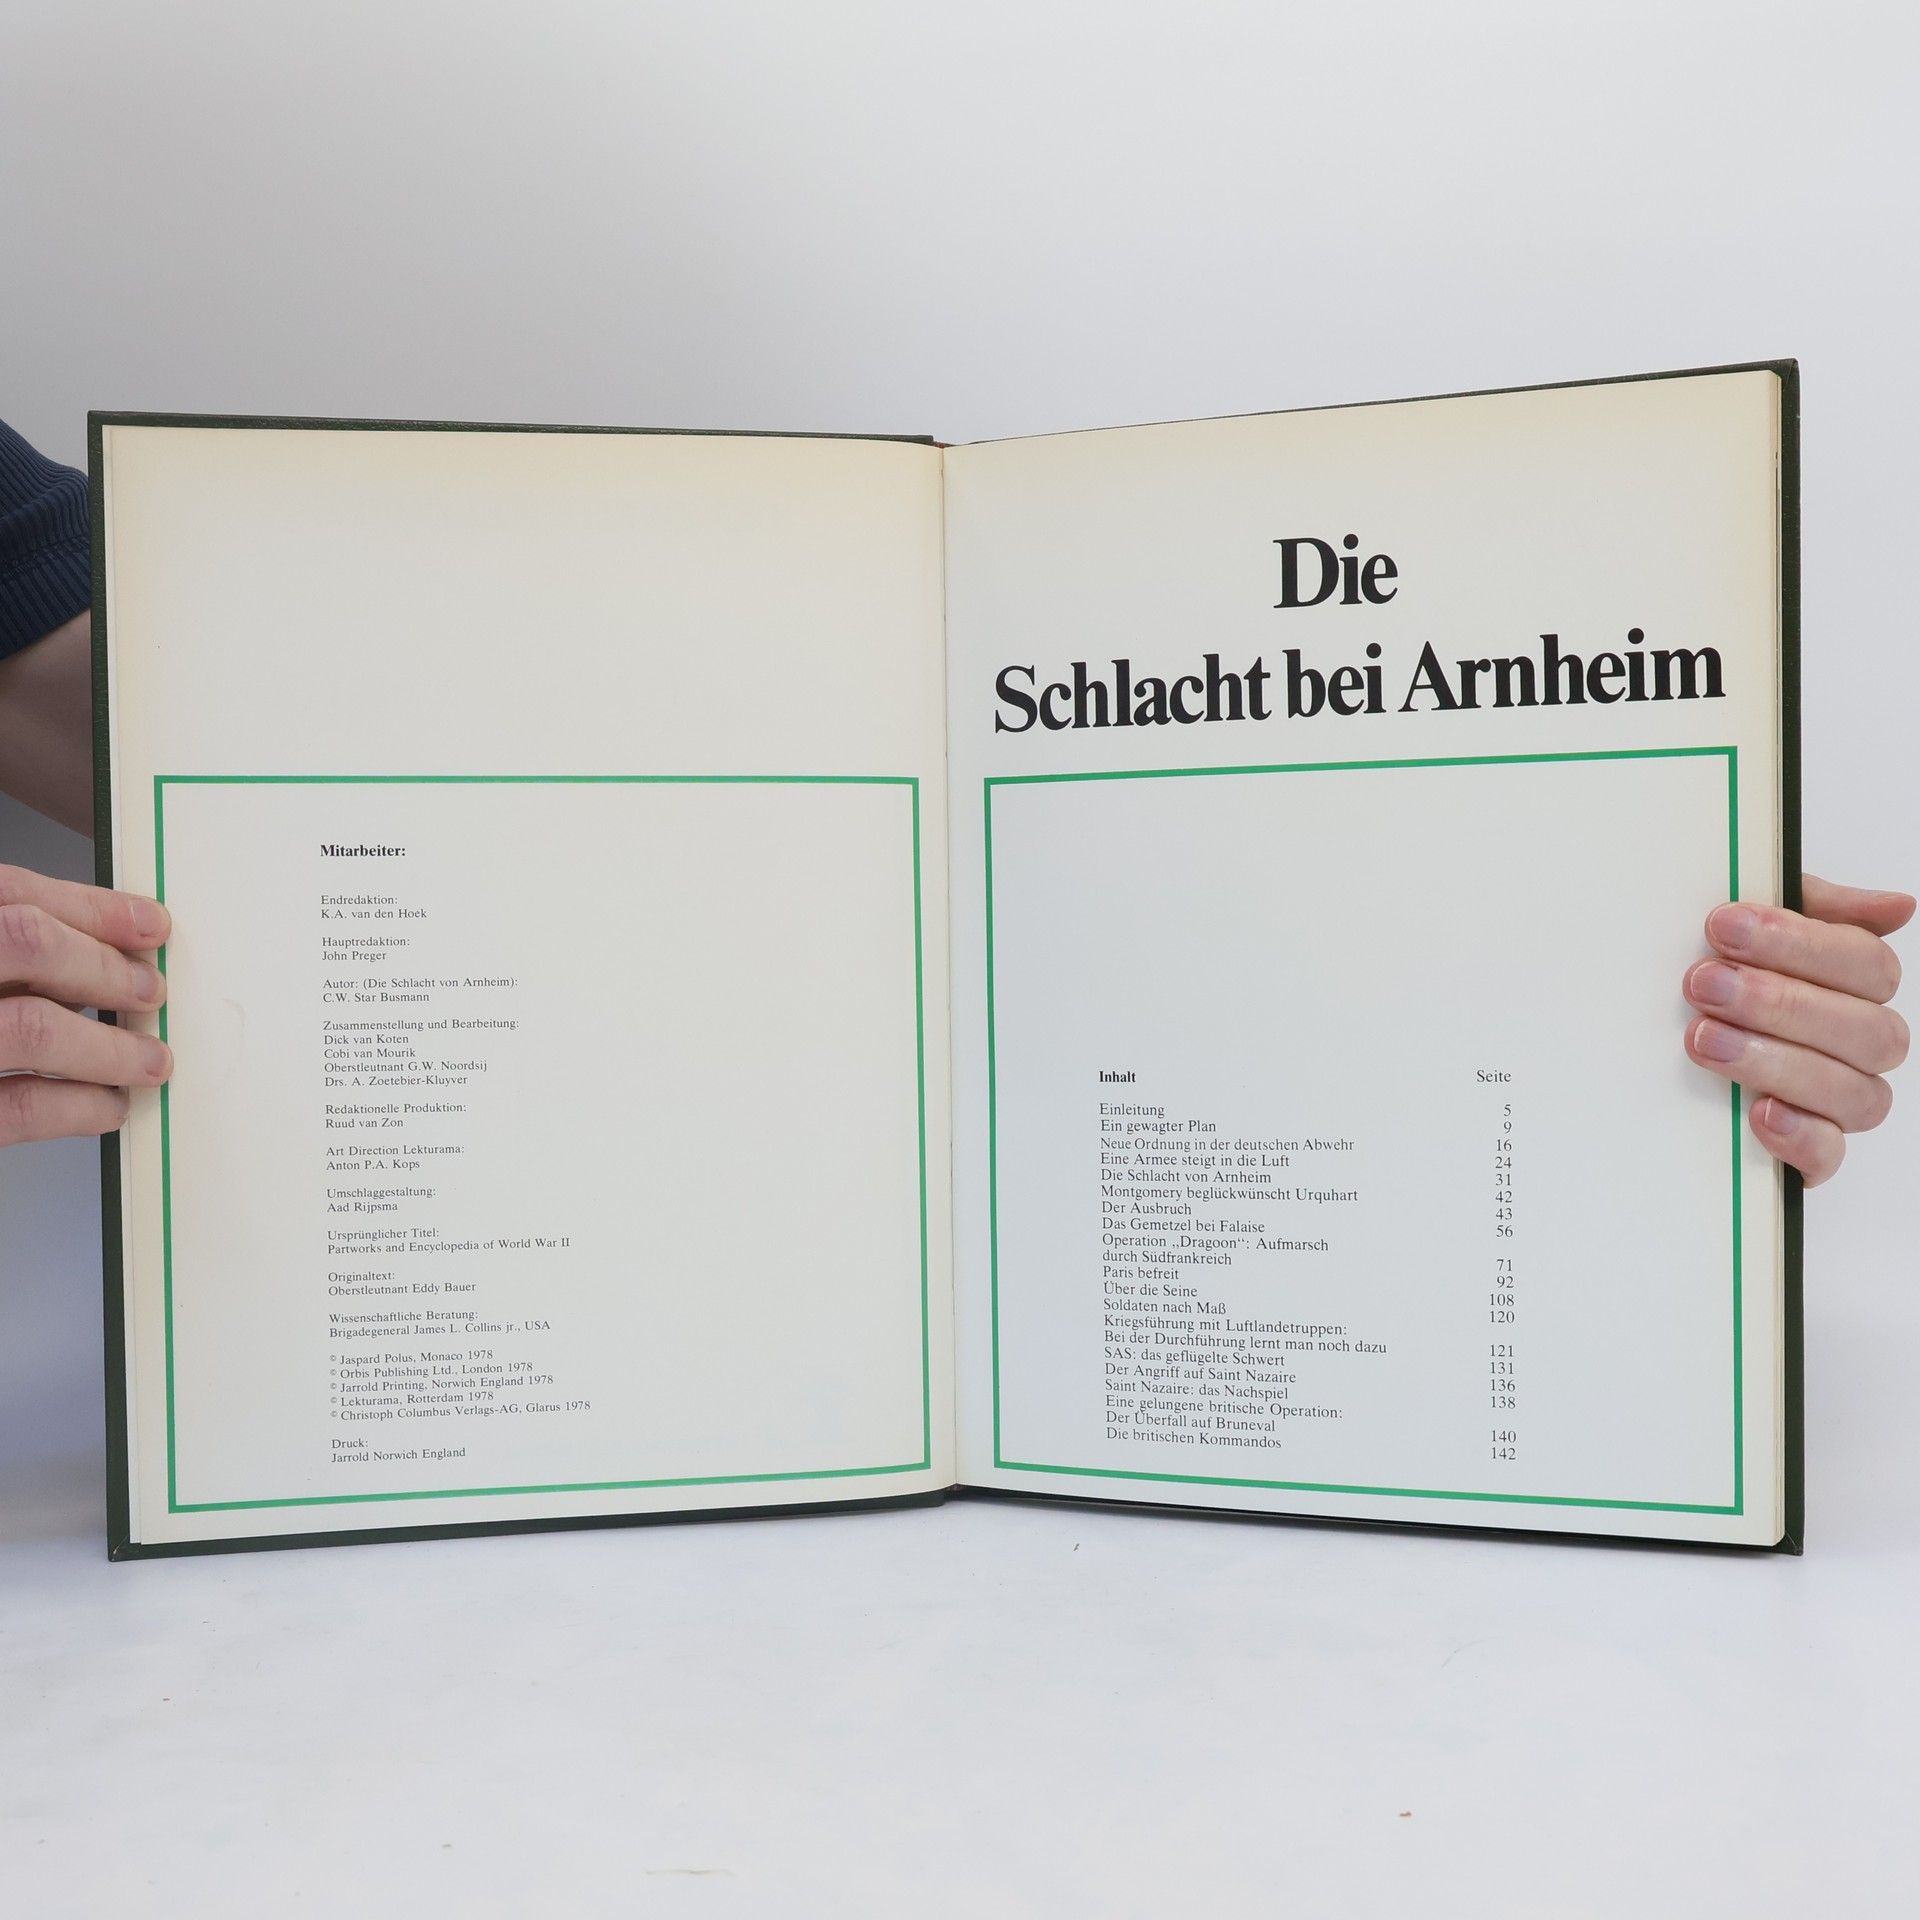 Mitarbeiter:
Endredaktion:
K.A. van den Hoek
Hauptredaktion:
John Preger
Autor: (Die Schlacht von Arnheim):
C.W. Star Busmann
Zusammenstellung und Bearbeitung:
Dick van Koten
Cobi van Mourik
Oberstleutnant G.W. Noordsij
Drs. A. Zoetebier-Kluyver
Redaktionelle Produktion:
Ruud van Zon
Art Direction Lekturama:
Anton P.A. Kops
Umschlaggestaltung:
Aad Rijpsma
Ursprünglicher Titel:
Partworks and Encyclopedia of World War II
Originaltext:
Oberstleutnant Eddy Bauer
Wissenschaftliche Beratung:
Brigadegeneral James L. Collins jr., USA
© Jaspard Polus, Monaco 1978
© Orbis Publishing Ltd., London 1978
© Jarrold Printing, Norwich England 1978
© Lekturama, Rotterdam 1978
© Christoph Columbus Verlags-AG, Glarus 1978
Druck:
Jarrold Norwich England
Die
Schlacht bei Arnheim
Inhalt Seite
Einleitung 5
Ein gewagter Plan 9
Neue Ordnung in der deutschen Abwehr 16
Eine Armee steigt in die Luft 24
Die Schlacht von Arnheim 31
Montgomery beglückwünscht Urquhart 42
Der Ausbruch 43
Das Gemetzel bei Falaise 56
Operation „Dragoon“: Aufmarsch
durch Südfrankreich 71
Paris befreit 92
Über die Seine 108
Soldaten nach Maß 120
Kriegsführung mit Luftlandetruppen:
Bei der Durchführung lernt man noch dazu 121
SAS: das geflügelte Schwert 131
Der Angriff auf Saint Nazaire 136
Saint Nazaire: das Nachspiel 138
Eine gelungene britische Operation:
Der Überfall auf Bruneval 140
Die britischen Kommandos 142